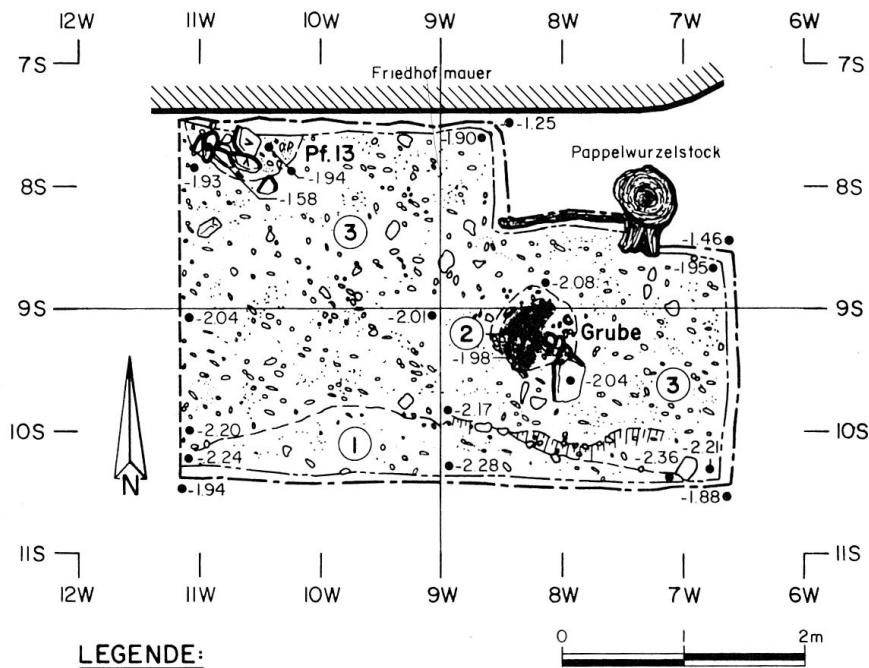 12W 11W 10W 9W 8W 7W 6W
7S 7S
Friedhofmauer
-1.25
-1.90
Pf.13
Pappelwurzelstock
8S -1.93 -1.94 8S
-1.58
3
-1.46
-1.95
-2.08
9S 9S
-2.04 -2.01
2 Grube
-1.98
-2.04
3
-2.17
10S -2.20 10S
1
-2.24 -2.28 -2.36 -2.21
N -1.94 -1.88
11S 11S
12W 11W 10W 9W 8W 7W 6W
LEGENDE:
0 1 2m